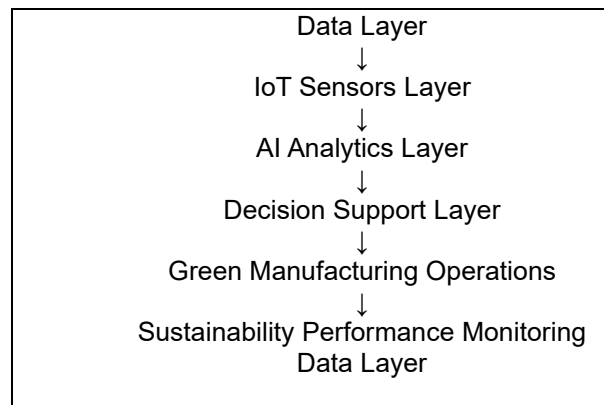 Data Layer
↓
IoT Sensors Layer
↓
AI Analytics Layer
↓
Decision Support Layer
↓
Green Manufacturing Operations
↓
Sustainability Performance Monitoring
Data Layer